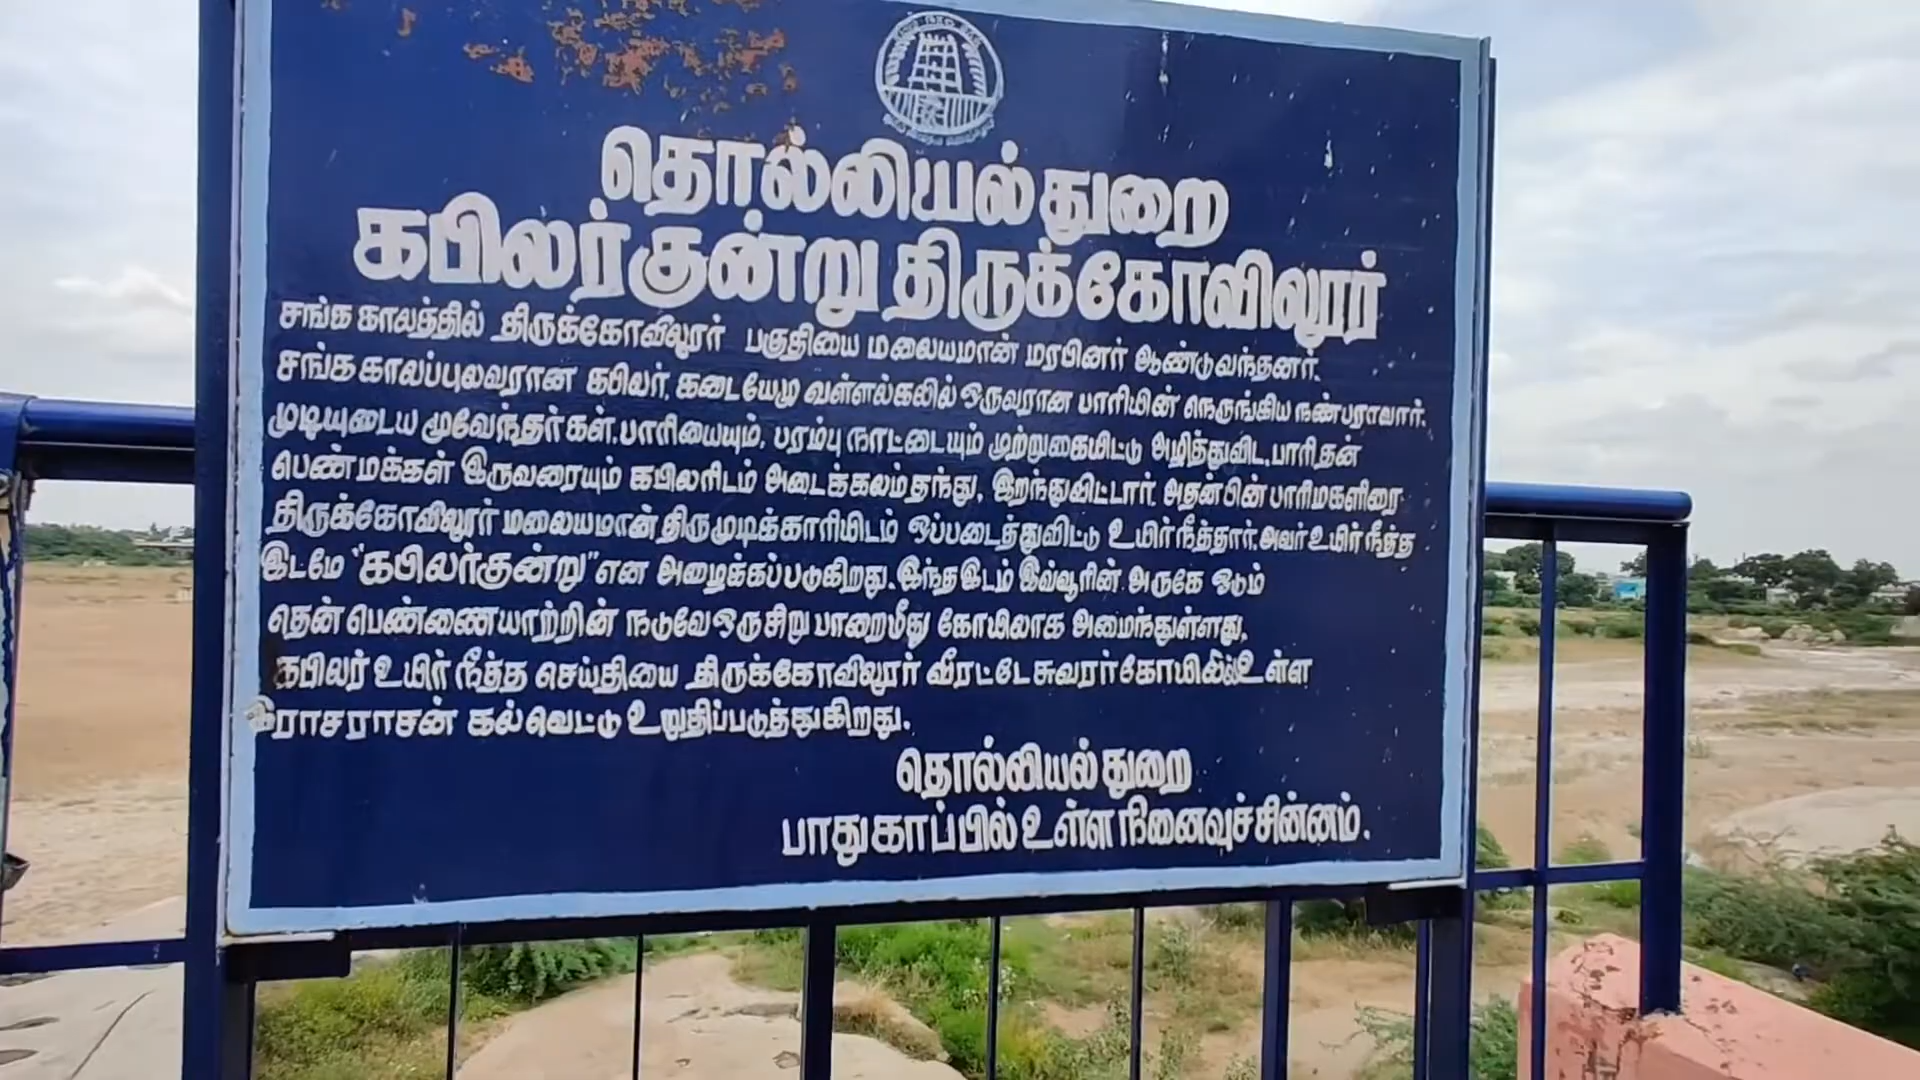 தொல்லியல் துறை
கபிலர் குன்று திருக்கோவிலூர்
சங்க காலத்தில் திருக்கோவிலூர் பகுதியை மலையமான் மரபினர் ஆண்டுவந்தனர்.
சங்க காலப்புலவரான கபிலர், கடையேழு வள்ளல்கலில் ஒருவரான பாரியின் நெருங்கிய நண்பராவார்.
முடியுடைய மூவேந்தர்கள், பாரியையும், பரம்பு நாட்டையும் முற்றுகையிட்டு அழித்துவிட, பாரி தன்
பெண்மக்கள் இருவரையும் கபிலரிடம் அடைக்கலம் தந்து, இறந்துவிட்டார். அதன் பின் பாரிமகளிரை
திருக்கோவிலூர் மலையமான் திருமுடிக்காரியிடம் ஒப்படைத்துவிட்டு உயிர் நீத்தார். அவர் உயிர் நீத்த
இடமே "கபிலர்குன்று" என அழைக்கப்படுகிறது. இந்த இடம் இவ்வூரின் அருகே ஓடும்
தென் பெண்ணையாற்றின் நடுவே ஒரு சிறு பாறைமீது கோயிலாக அமைந்துள்ளது.
கபிலர் உயிர் நீத்த செய்தியை திருக்கோவிலூர் வீரட்டேசுவரர் கோயிலில் உள்ள
இராசராசன் கல்வெட்டு உறுதிப்படுத்துகிறது.
தொல்லியல் துறை
பாதுகாப்பில் உள்ள நினைவுச்சின்னம்.